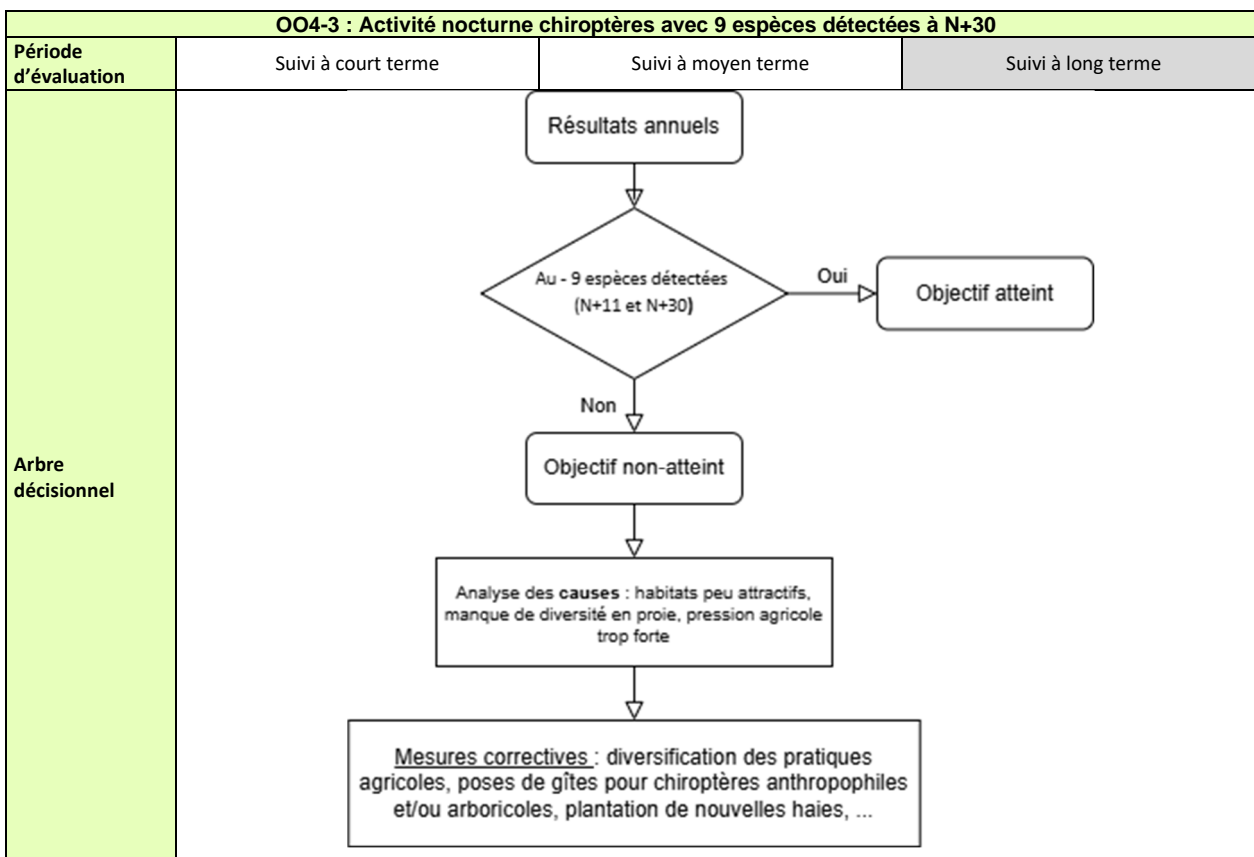 OO4-3 : Activité nocturne chiroptères avec 9 espèces détectées à N+30
Période
d'évaluation
Suivi à court terme
Suivi à moyen terme
Suivi à long terme
Arbre
décisionnel
Résultats annuels
Au - 9 espèces détectées
(N+11 et N+30)
Oui
Objectif atteint
Non
Objectif non-atteint
Analyse des causes : habitats peu attractifs,
manque de diversité en proie, pression agricole
trop forte
Mesures correctives : diversification des pratiques
agricoles, poses de gîtes pour chiroptères anthropophiles
et/ou arboricoles, plantation de nouvelles haies, ...